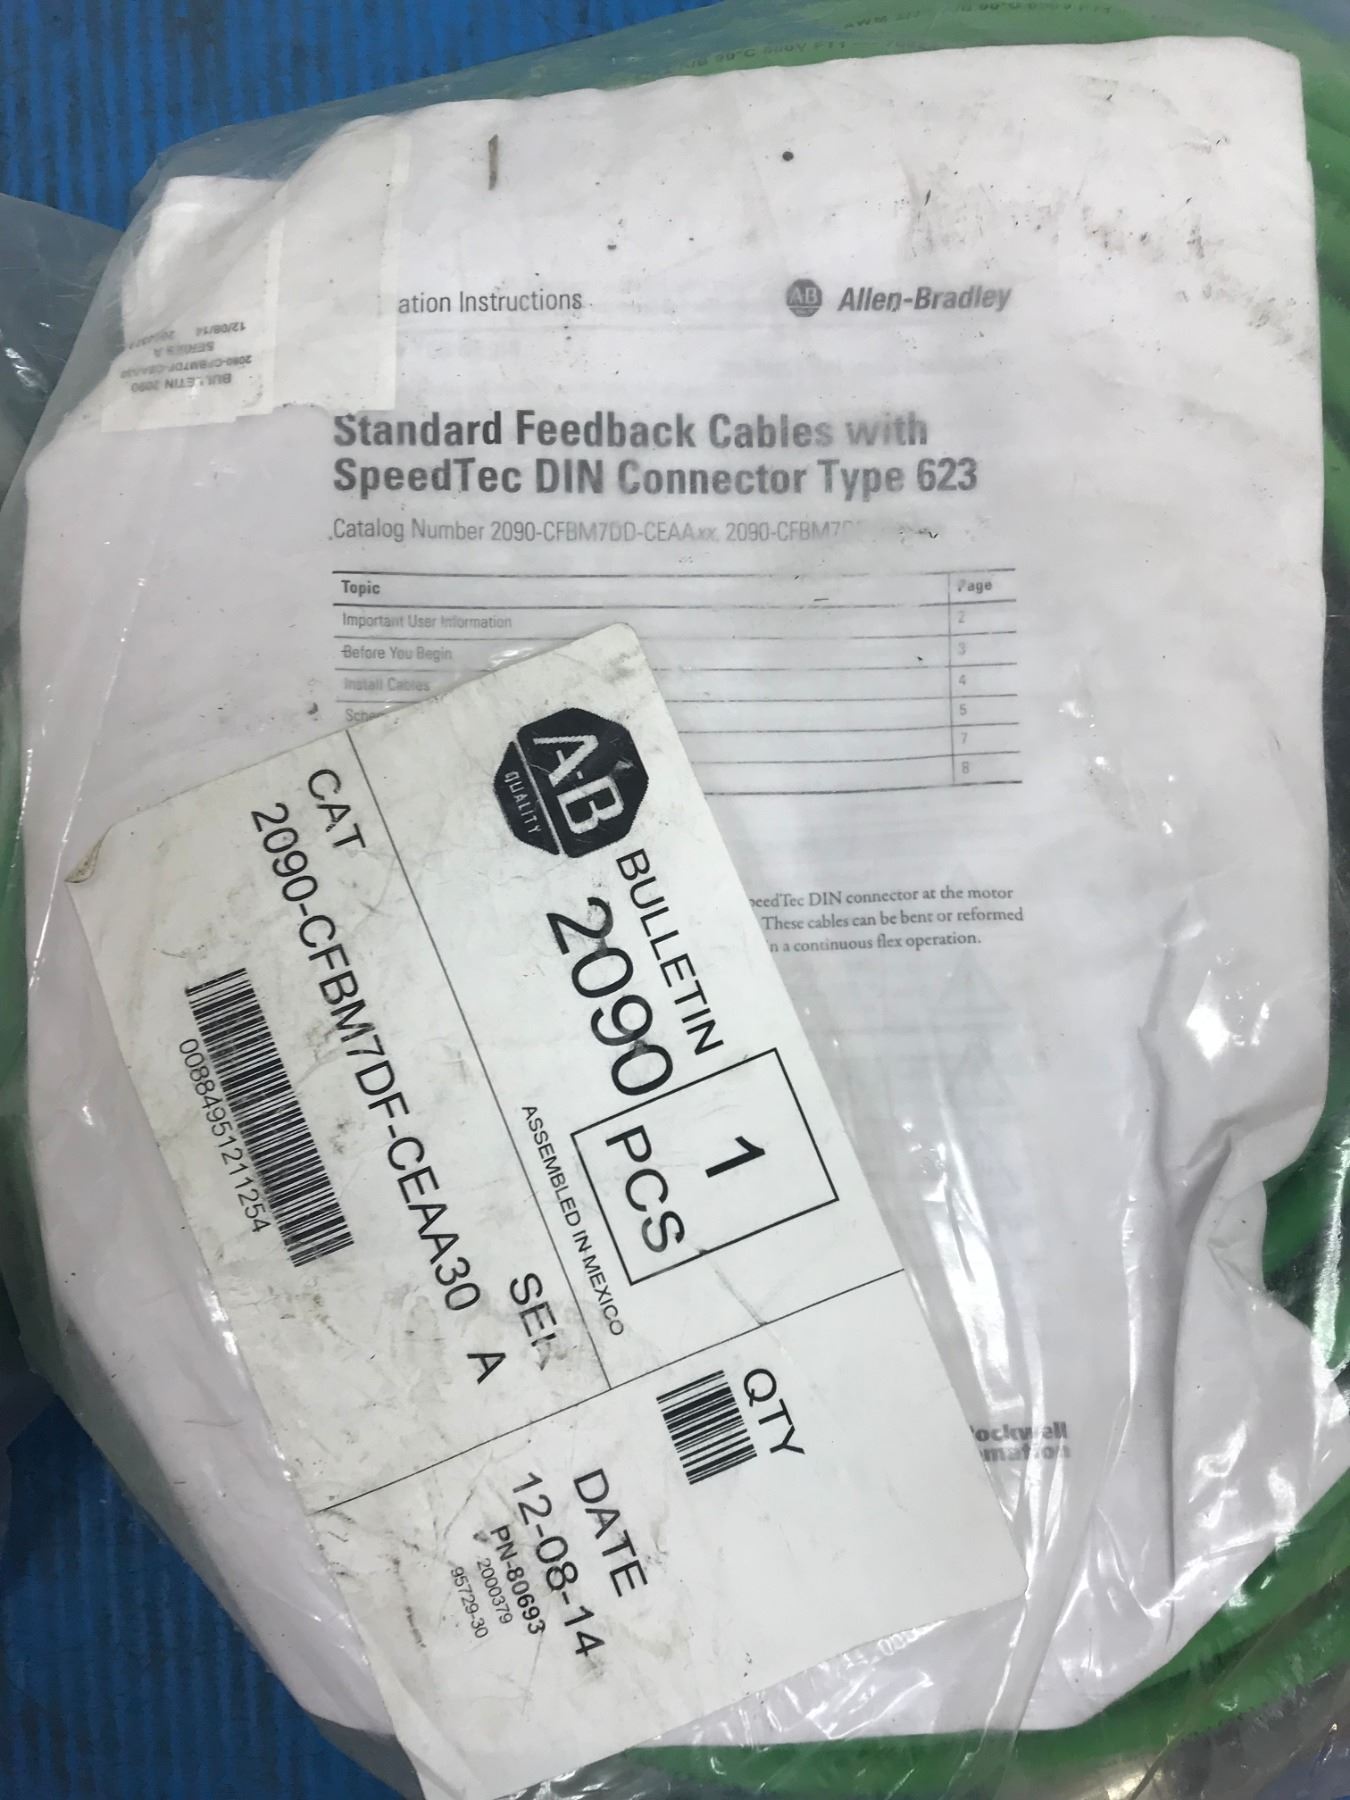 ation Instructions
AB Allen-Bradley
BULLETIN 2090
2090-CFBM7DF-CEAA30
SERIES A
12/08/14
Standard Feedback Cables with
SpeedTec DIN Connector Type 623
Catalog Number 2090-CFBM7DD-CEAAxx, 2090-CFBM7
Topic Page
Important User Information 2
Before You Begin 3
Install Cables 4
5
7
8
peedTec DIN connector at the motor
These cables can be bent or reformed
n a continuous flex operation.
ockwell
mation
A-B
QUALITY
BULLETIN
2090
1
PCS
ASSEMBLED IN MEXICO
CAT
2090-CFBM7DF-CEAA30
SER
A
00884951211254
QTY
DATE
12-08-14
PN-80693
2000379
95729-30